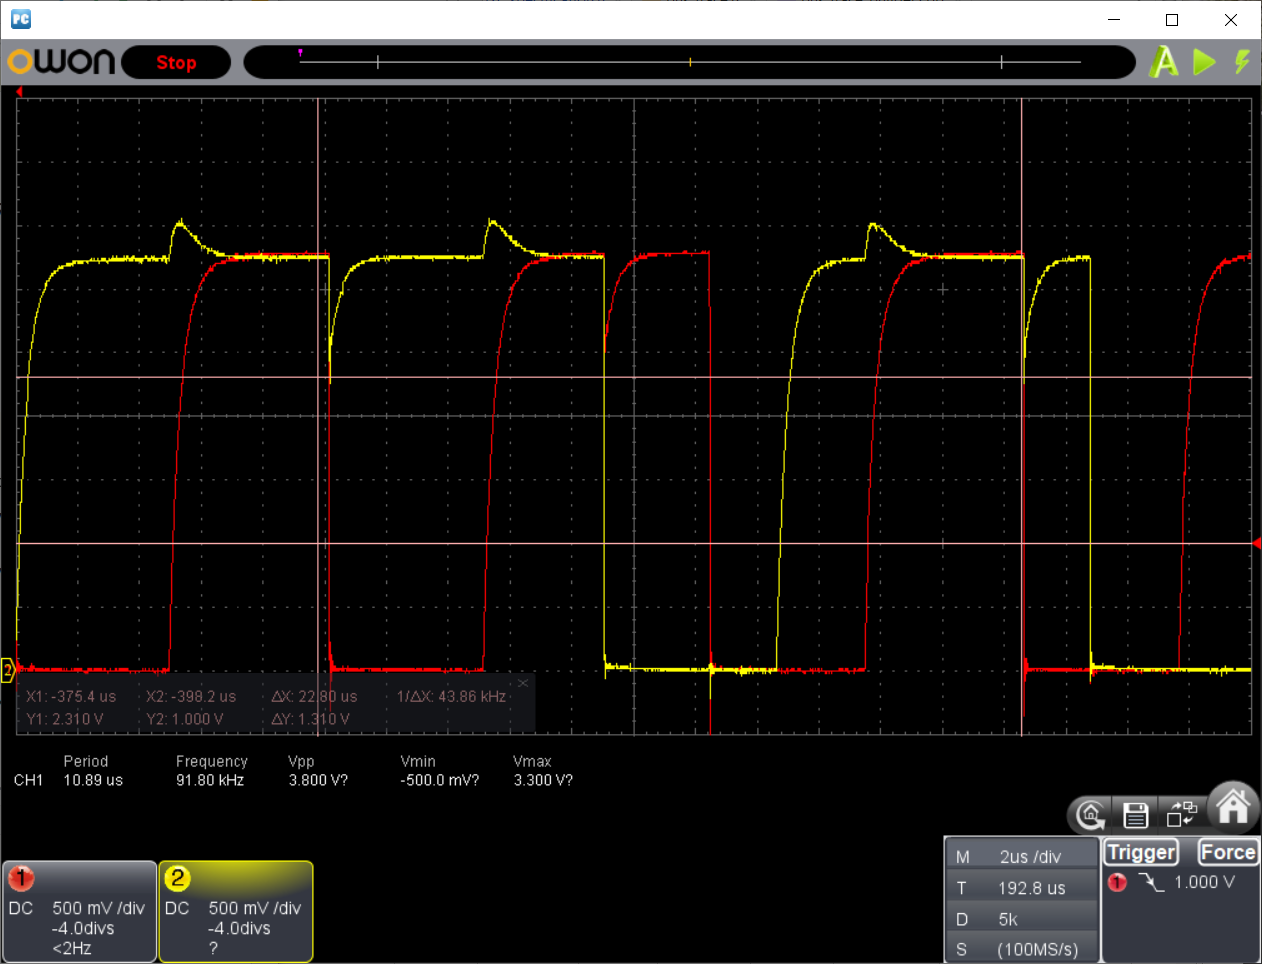 PC
OWON Stop A
2
X1: -375.4 us X2: -398.2 us ΔX: 22.80 us 1/ΔX: 43.86 kHz
Y1: 2.310 V Y2: 1.000 V ΔY: 1.310 V
Period Frequency Vpp Vmin Vmax
CH1 10.89 us 91.80 kHz 3.800 V? -500.0 mV? 3.300 V?
1
DC 500 mV /div
-4.0divs
<2Hz
2
DC 500 mV /div
-4.0divs
?
M 2us /div
T 192.8 us
D 5k
S (100MS/s)
Trigger Force
1 1.000 V